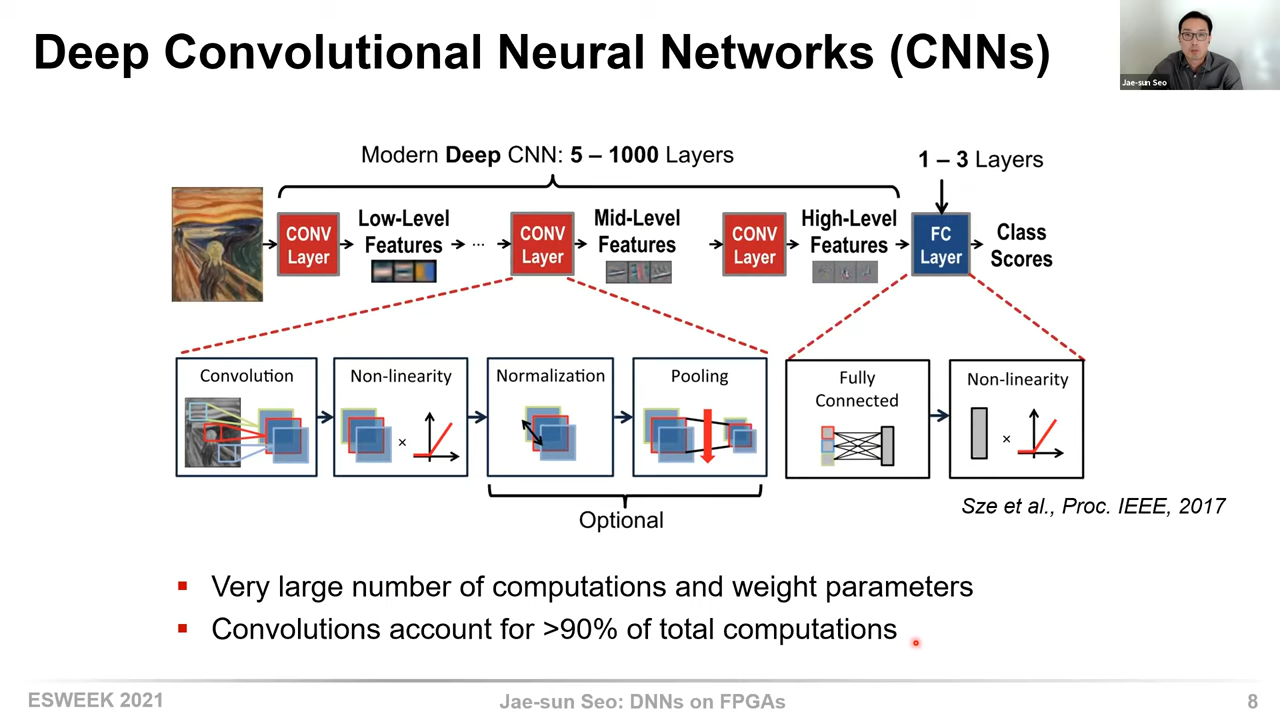 Deep Convolutional Neural Networks (CNNs)
Jae-sun Seo
Modern Deep CNN: 5 – 1000 Layers
1 – 3 Layers
CONV
Layer
Low-Level
Features
...
CONV
Layer
Mid-Level
Features
CONV
Layer
High-Level
Features
FC
Layer
Class
Scores
Convolution
Non-linearity
×
Normalization
Pooling
Fully
Connected
Non-linearity
×
Optional
Sze et al., Proc. IEEE, 2017
▪ Very large number of computations and weight parameters
▪ Convolutions account for >90% of total computations
ESWEEK 2021
Jae-sun Seo: DNNs on FPGAs
8